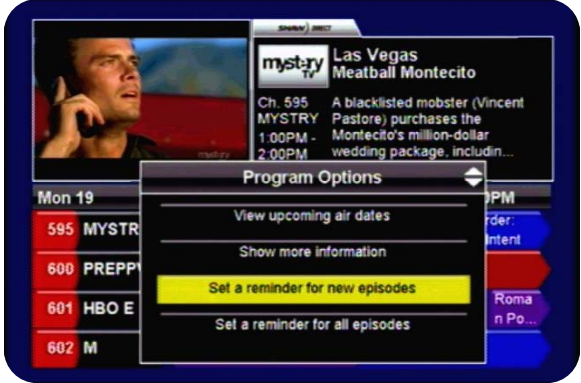 SHAW) DIRECT
mystery
TV
Las Vegas
Meatball Montecito
Ch. 595
MYSTRY
1:00PM -
2:00PM
A blacklisted mobster (Vincent
Pastore) purchases the
Montecito's million-dollar
wedding package, includin...
mystery
Program Options
View upcoming air dates
Show more information
Set a reminder for new episodes
Set a reminder for all episodes
Mon 19
PM
595 MYSTR
rder:
Intent
600 PREPP
601 HBO E
Roma
n Po...
602 M